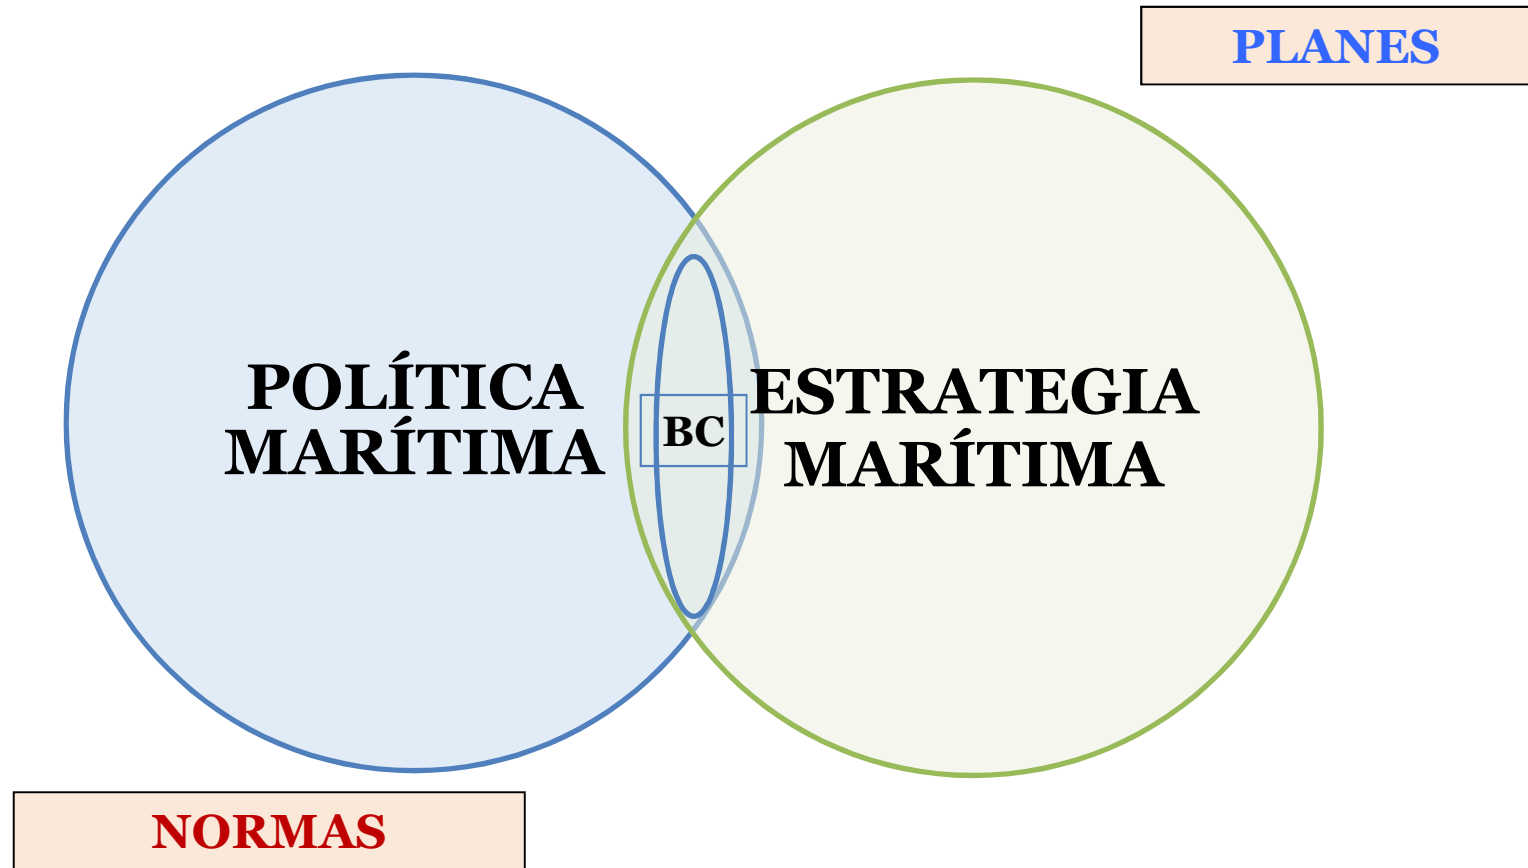 PLANES
POLÍTICA
MARÍTIMA
BC
ESTRATEGIA
MARÍTIMA
NORMAS